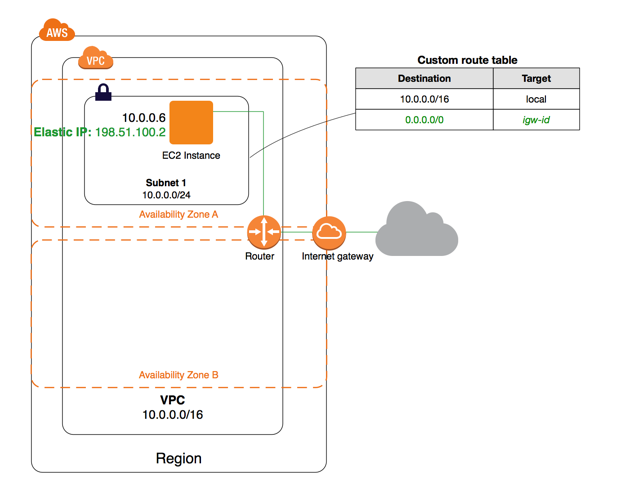 AWS
VPC
Custom route table
Destination Target
10.0.0.0/16 local
0.0.0.0/0 igw-id
10.0.0.6
Elastic IP: 198.51.100.2
EC2 Instance
Subnet 1
10.0.0.0/24
Availability Zone A
Router
Internet gateway
Availability Zone B
VPC
10.0.0.0/16
Region